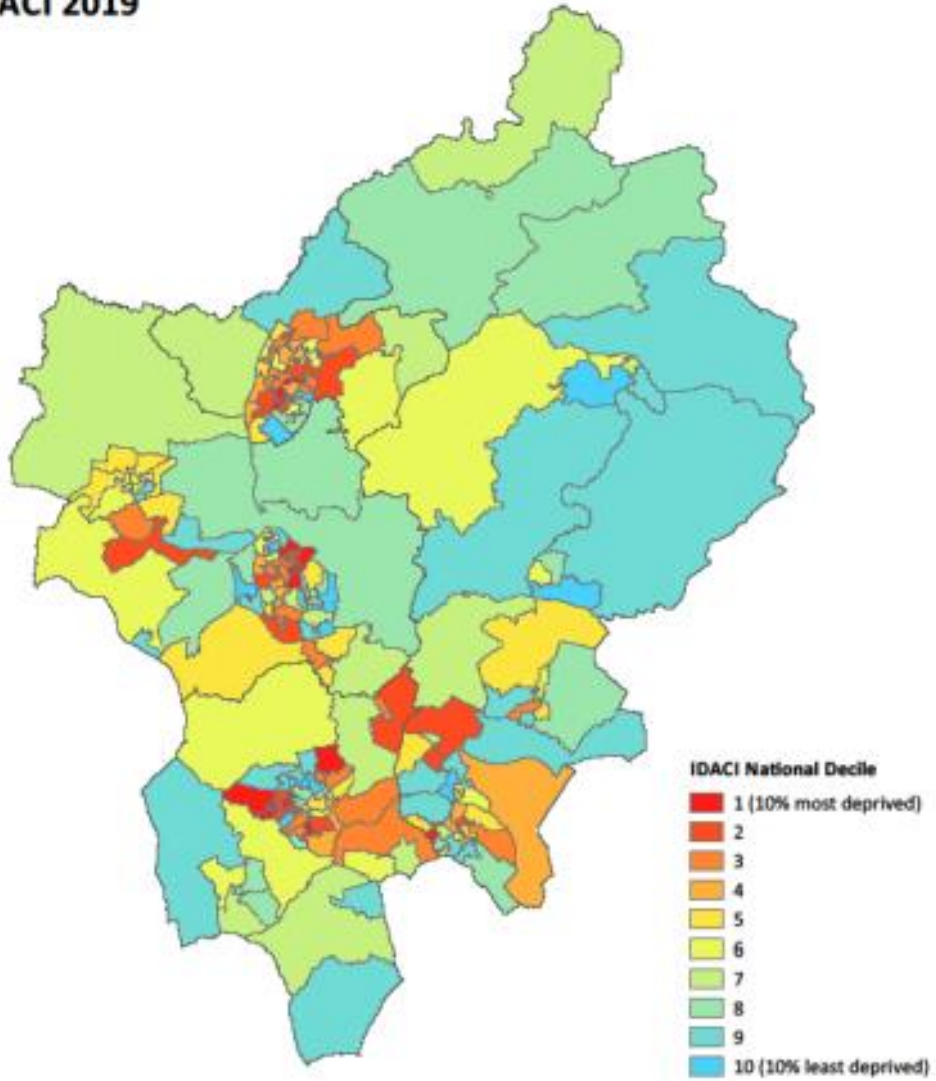 ACI 2019
IDACI National Decile
1 (10% most deprived)
2
3
4
5
6
7
8
9
10 (10% least deprived)